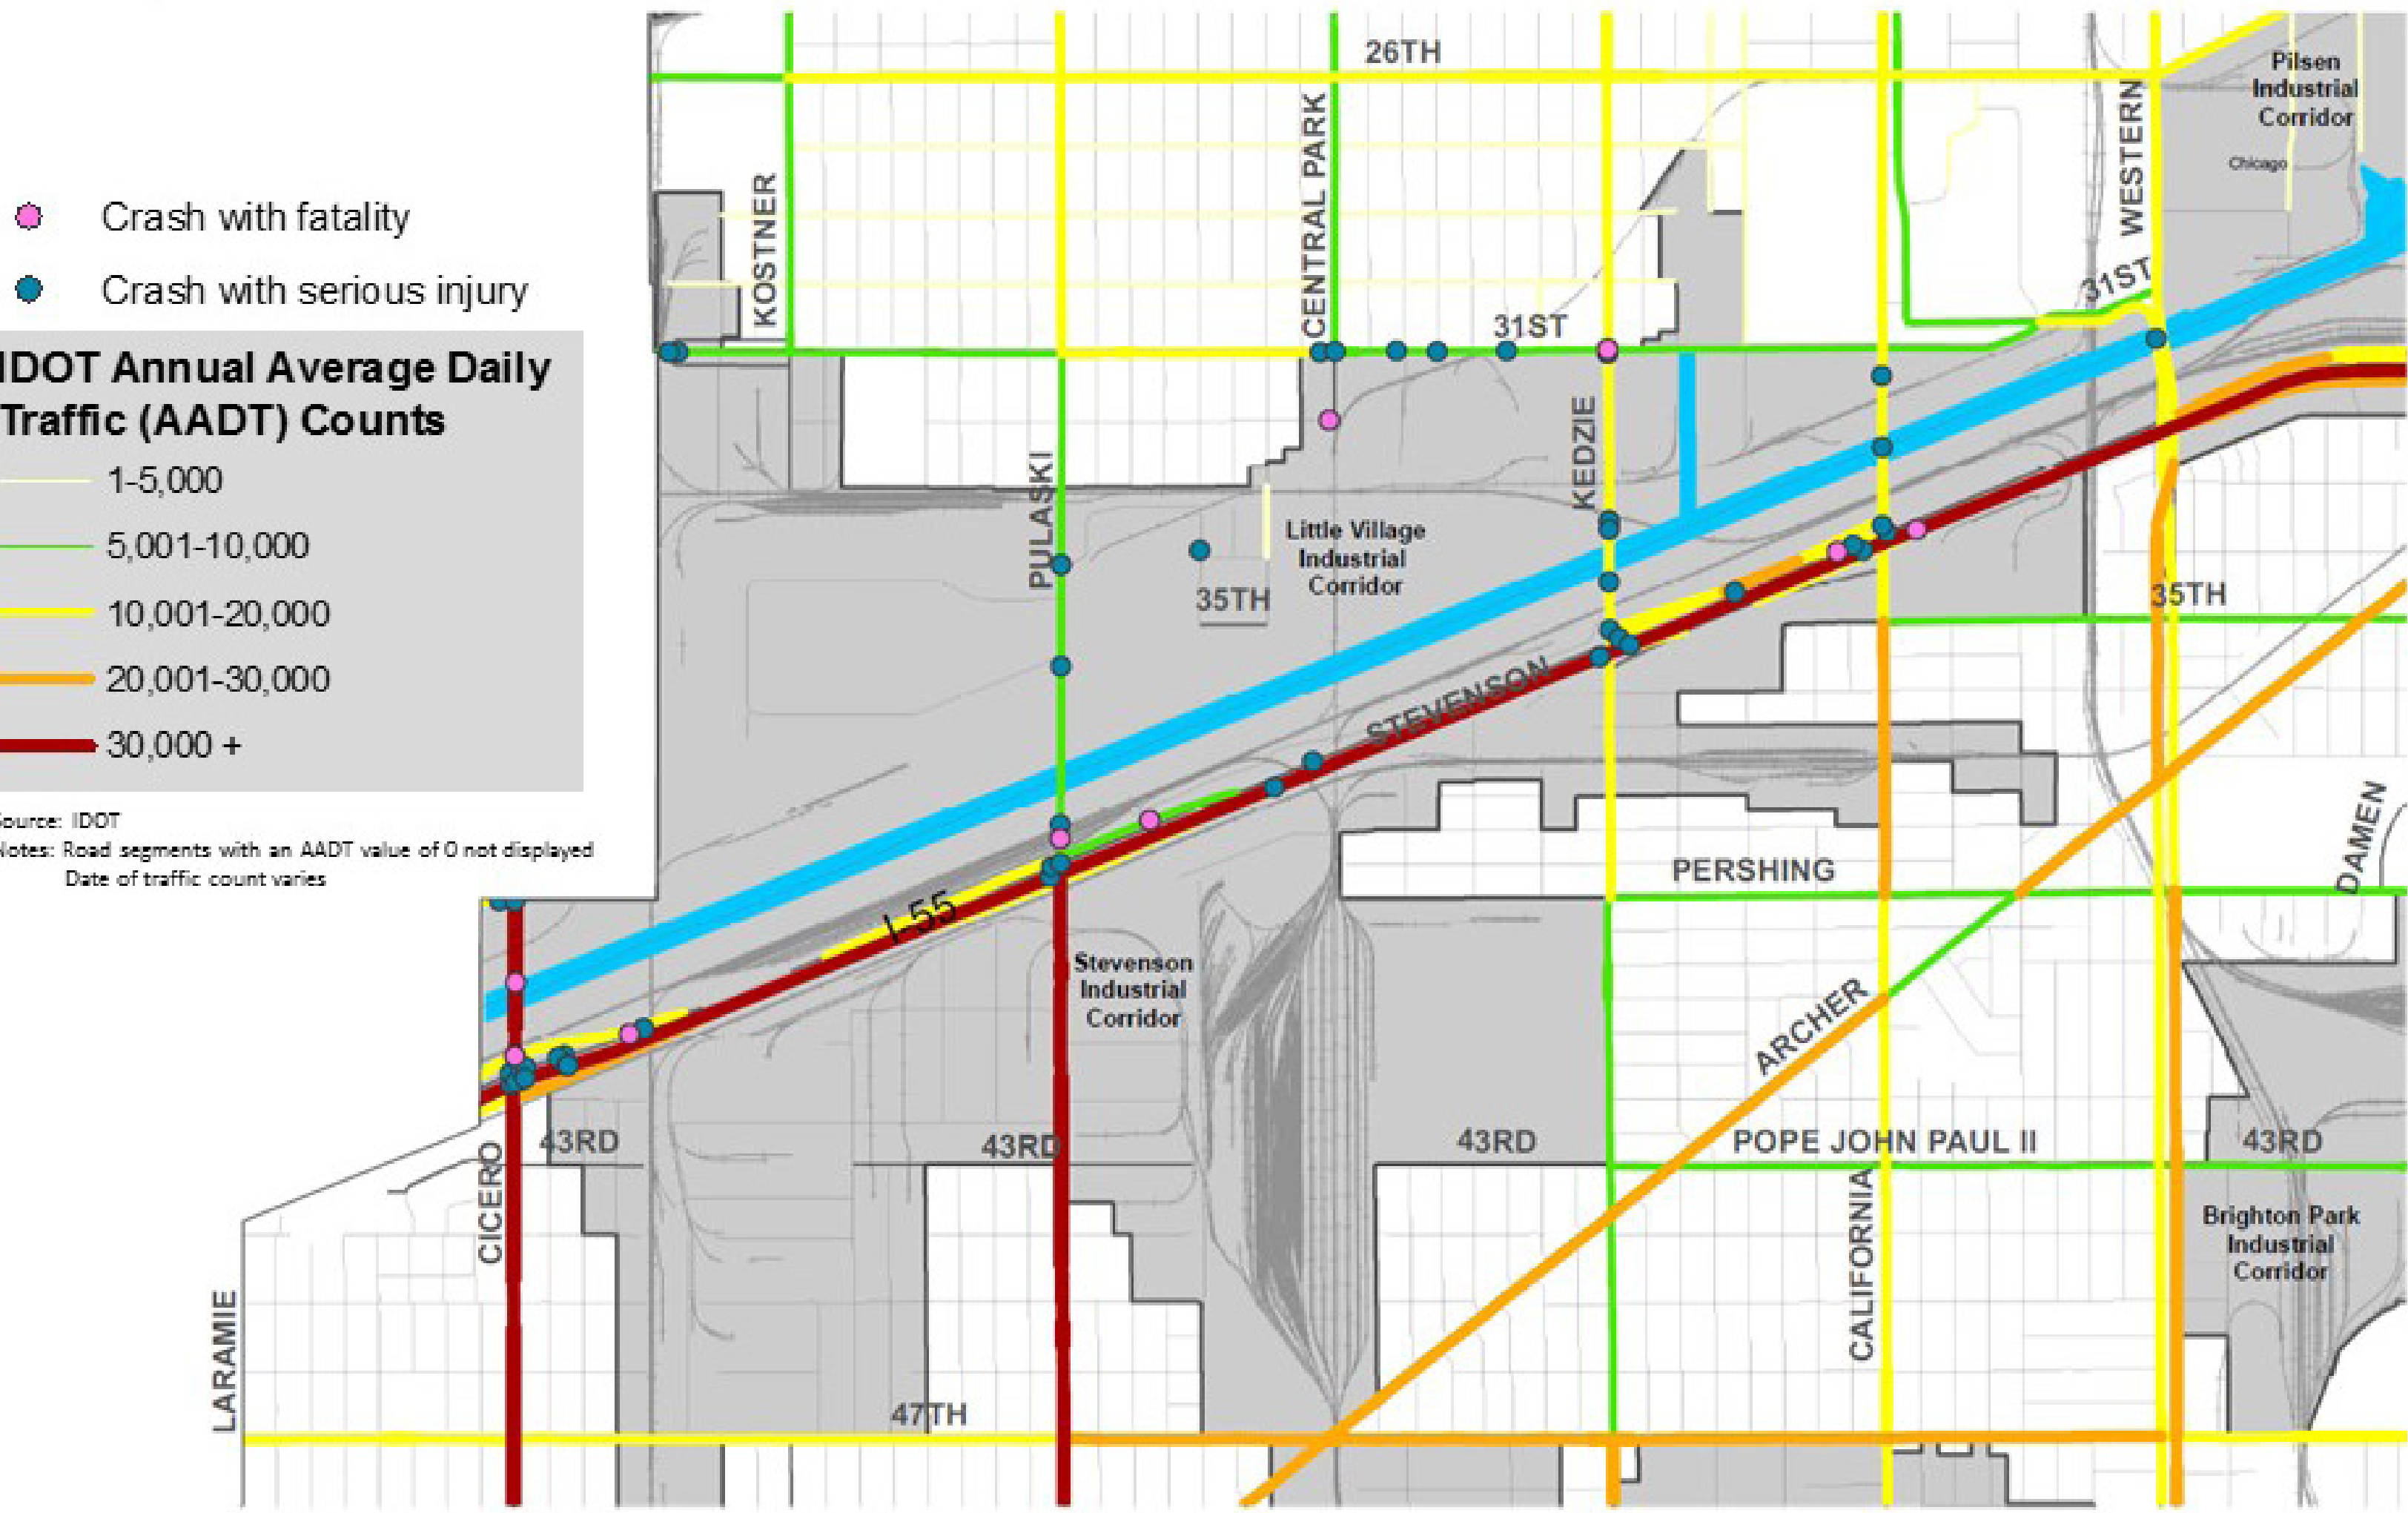 26TH
Pilsen
Industrial
Corridor
Chicago
WESTERN
CENTRAL PARK
KOSTNER
Crash with fatality
Crash with serious injury
31ST
31ST
IDOT Annual Average Daily
Traffic (AADT) Counts
1-5,000
5,001-10,000
10,001-20,000
20,001-30,000
30,000 +
Source: IDOT
Notes: Road segments with an AADT value of 0 not displayed
Date of traffic count varies
KEDZIE
PULASKI
Little Village
Industrial
Corridor
35TH
35TH
STEVENSON
DAMEN
PERSHING
I-55
Stevenson
Industrial
Corridor
ARCHER
43RD
43RD
43RD
POPE JOHN PAUL II
43RD
CICERO
CALIFORNIA
Brighton Park
Industrial
Corridor
LARAMIE
47TH